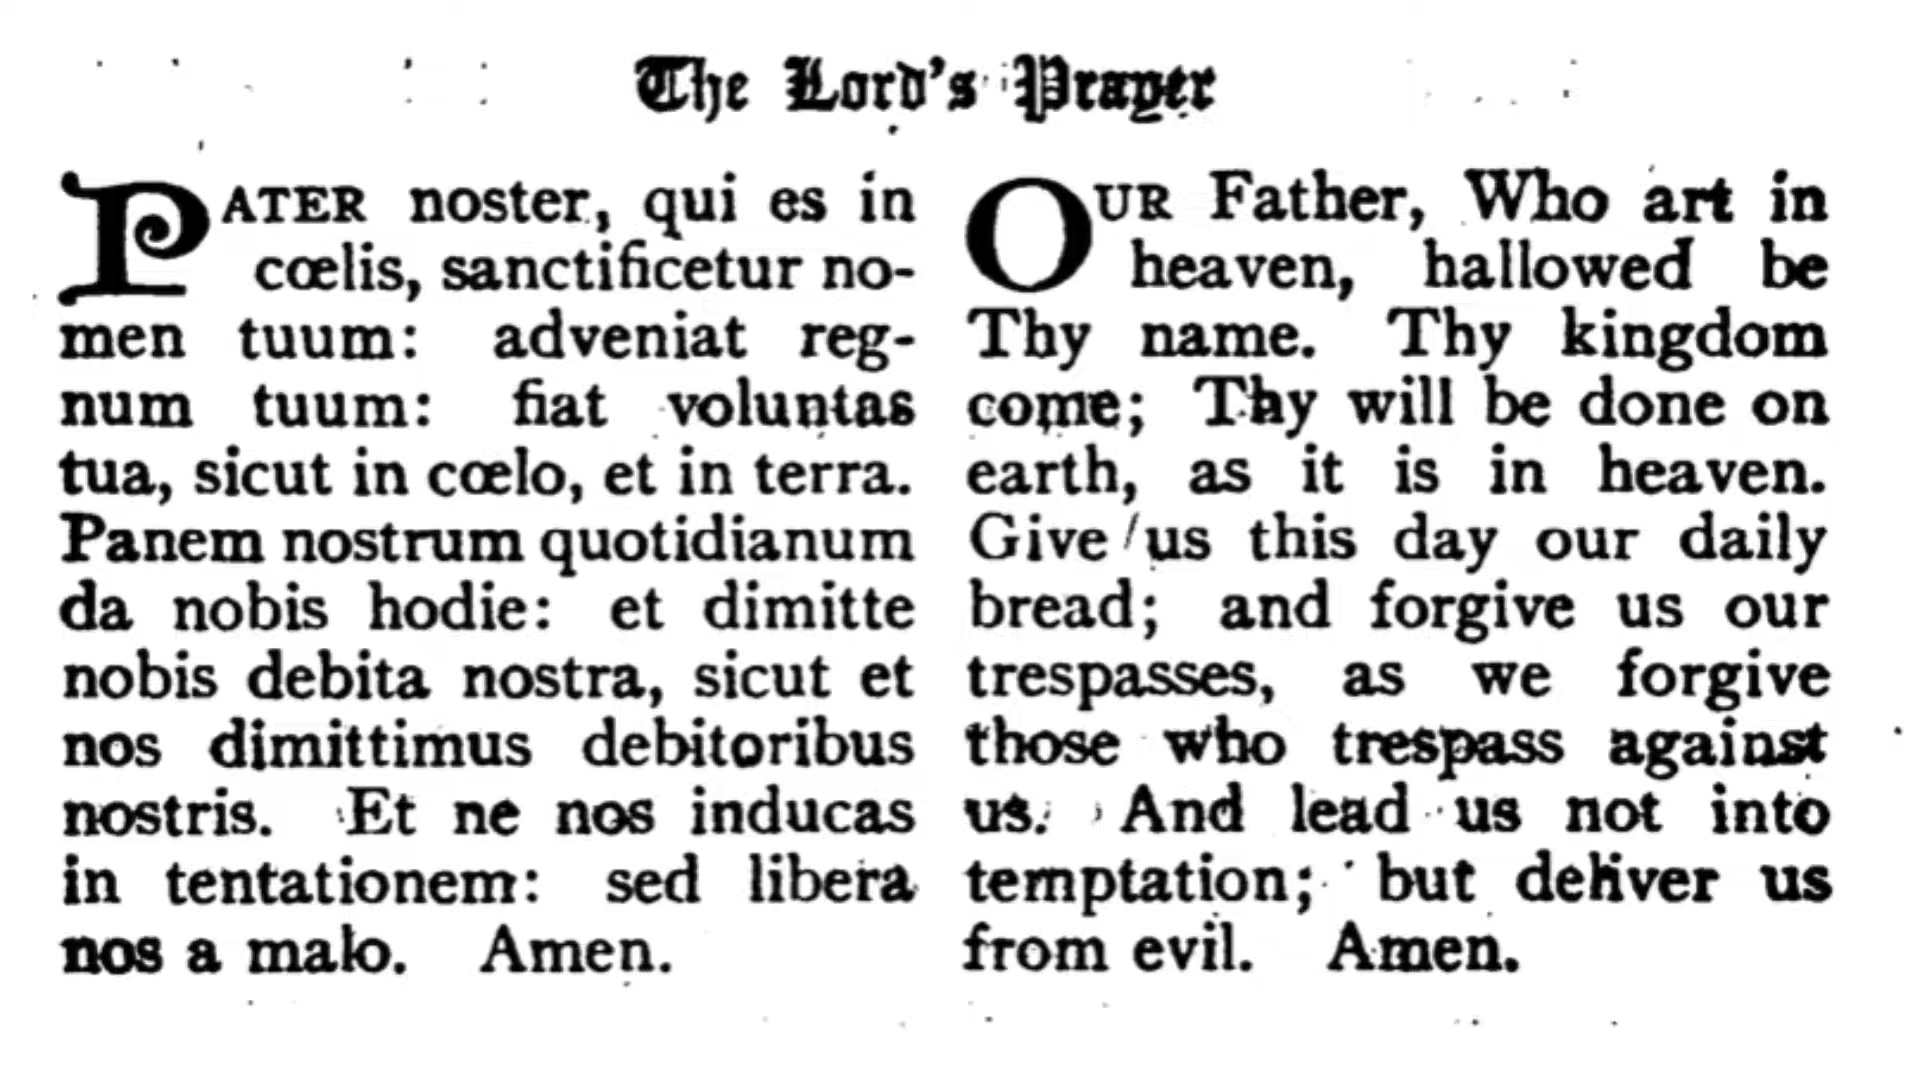 The Lord's Prayer
PATER noster, qui es in
cœlis, sanctificetur no-
men tuum: adveniat reg-
num tuum: fiat voluntas
tua, sicut in cœlo, et in terra.
Panem nostrum quotidianum
da nobis hodie: et dimitte
nobis debita nostra, sicut et
nos dimittimus debitoribus
nostris. Et ne nos inducas
in tentationem: sed libera
nos a malo. Amen.
OUR Father, Who art in
heaven, hallowed be
Thy name. Thy kingdom
come; Thy will be done on
earth, as it is in heaven.
Give us this day our daily
bread; and forgive us our
trespasses, as we forgive
those who trespass against
us. And lead us not into
temptation; but deliver us
from evil. Amen.